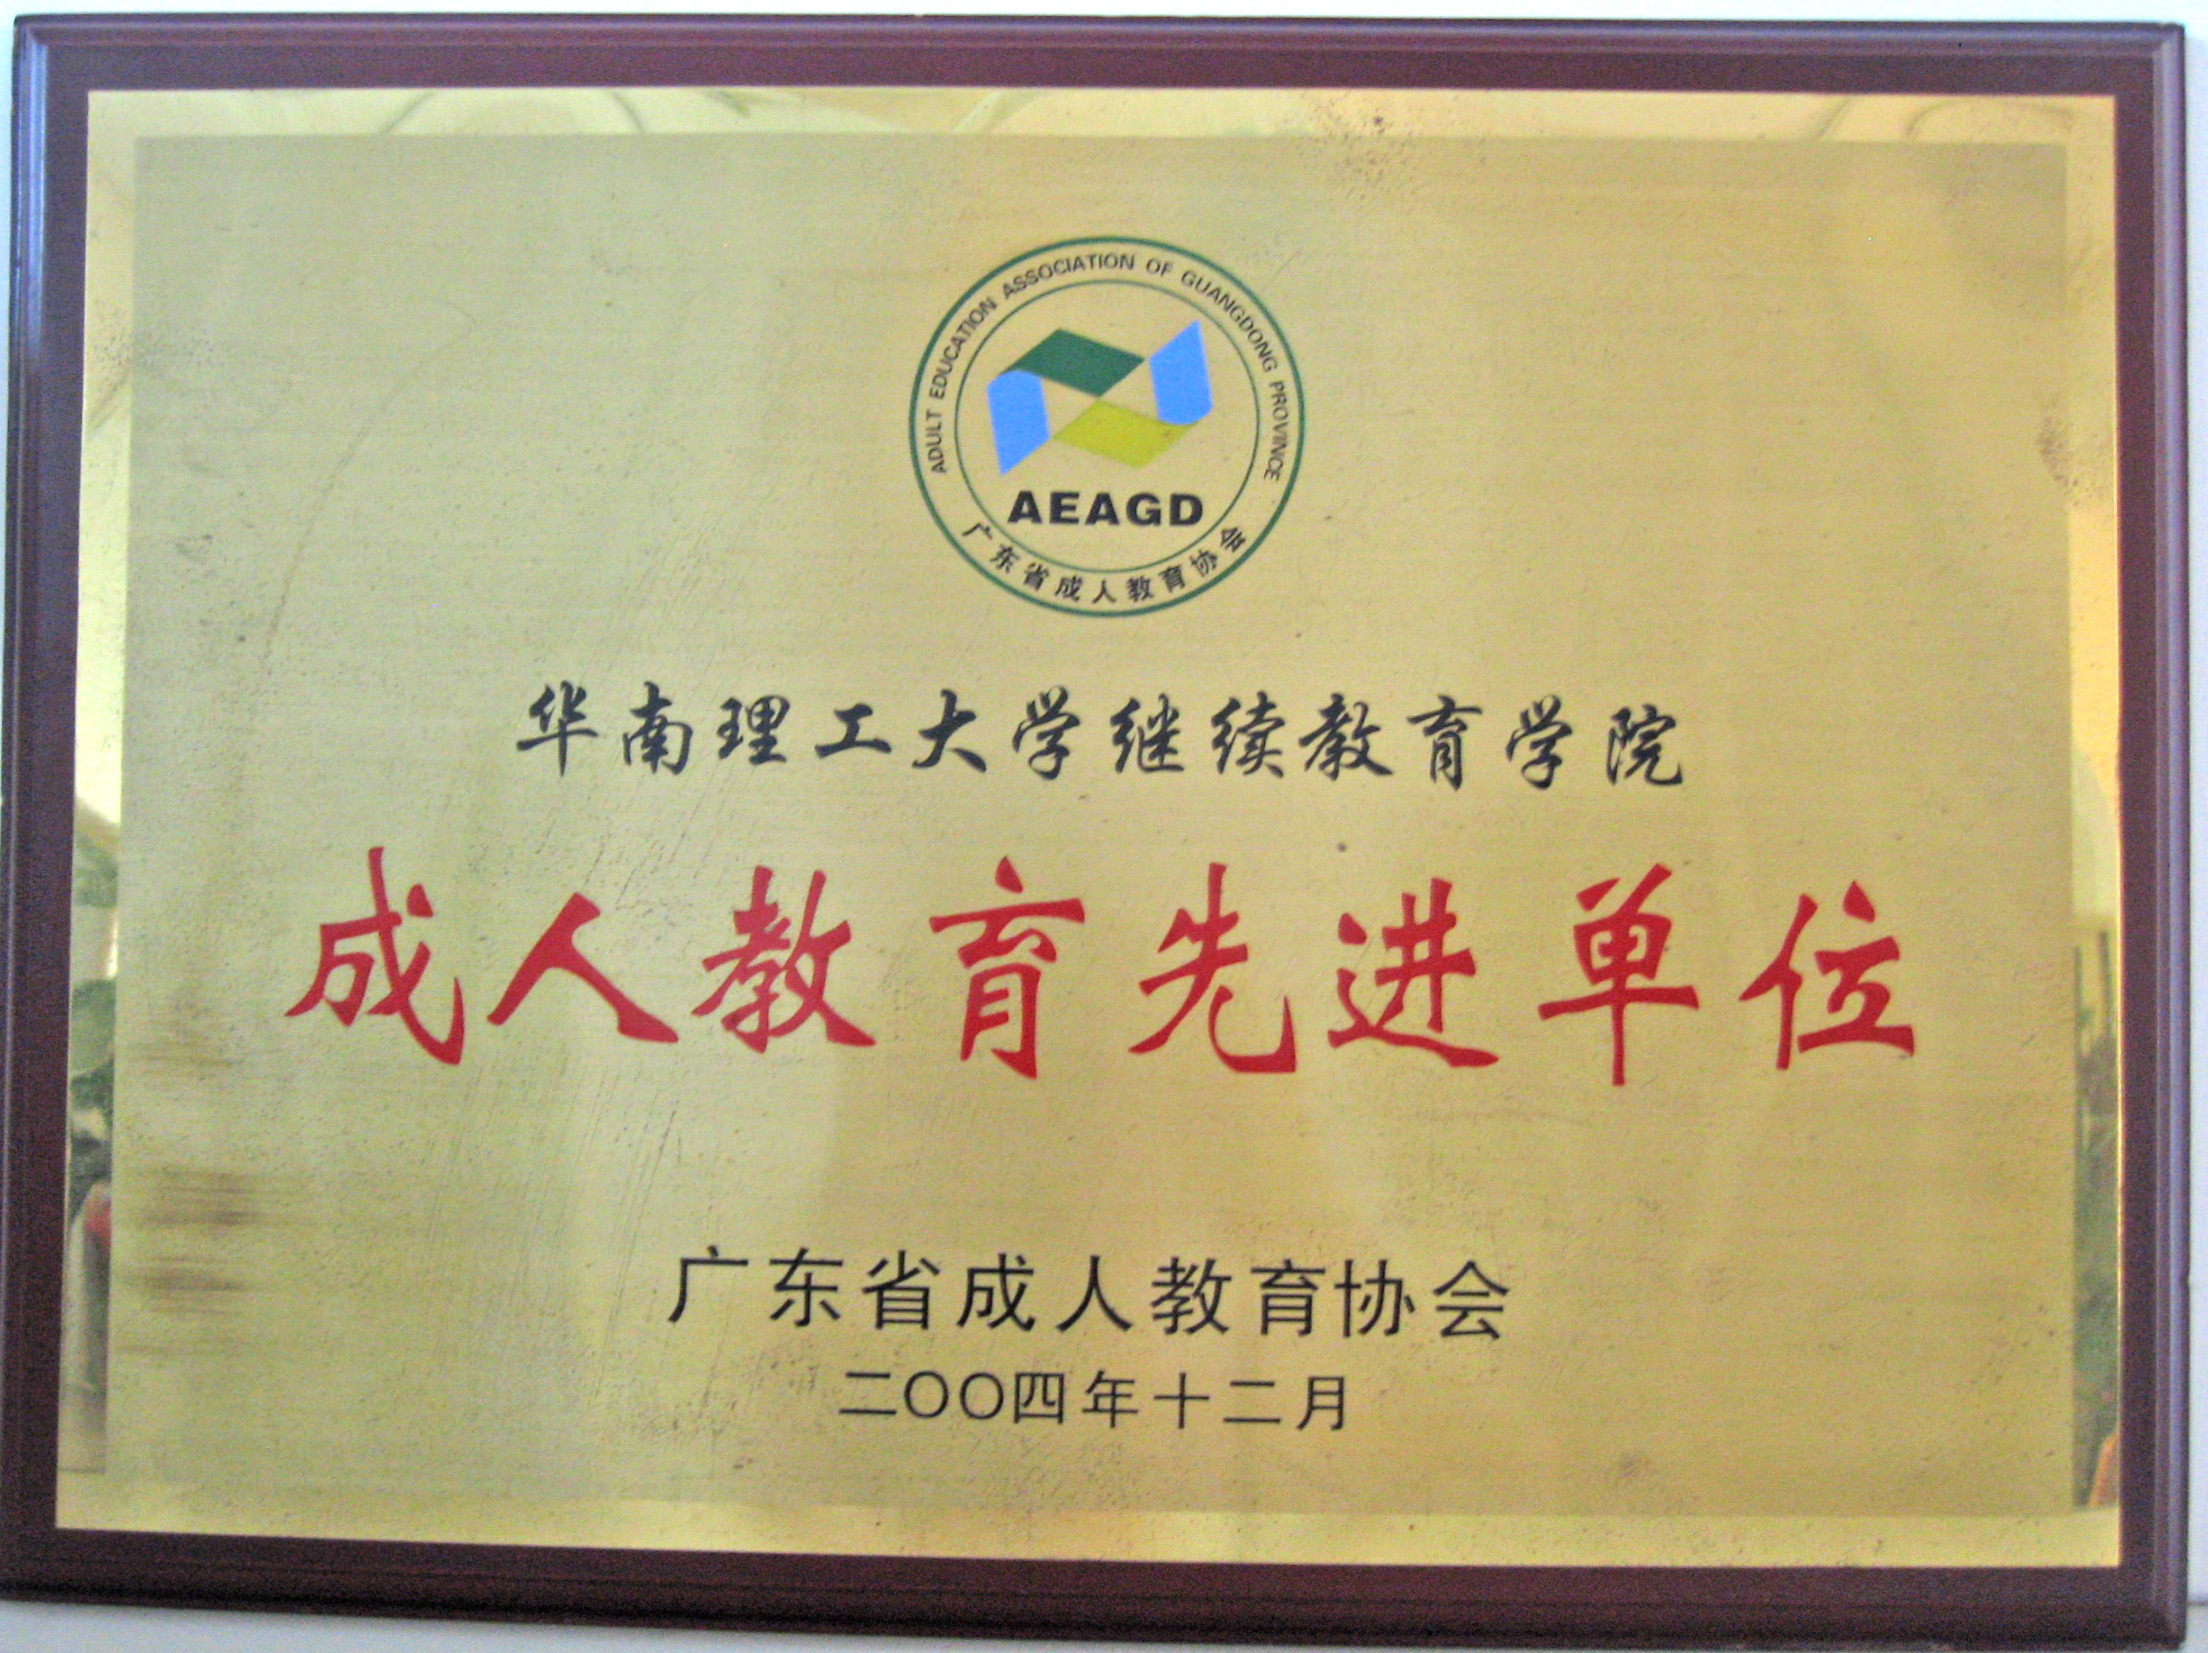 ADULT EDUCATION ASSOCIATION OF GUANGDONG PROVINCE
AEAGD
广东省成人教育协会
华南理工大学继续教育学院
成人教育先进单位
广东省成人教育协会
二〇〇四年十二月